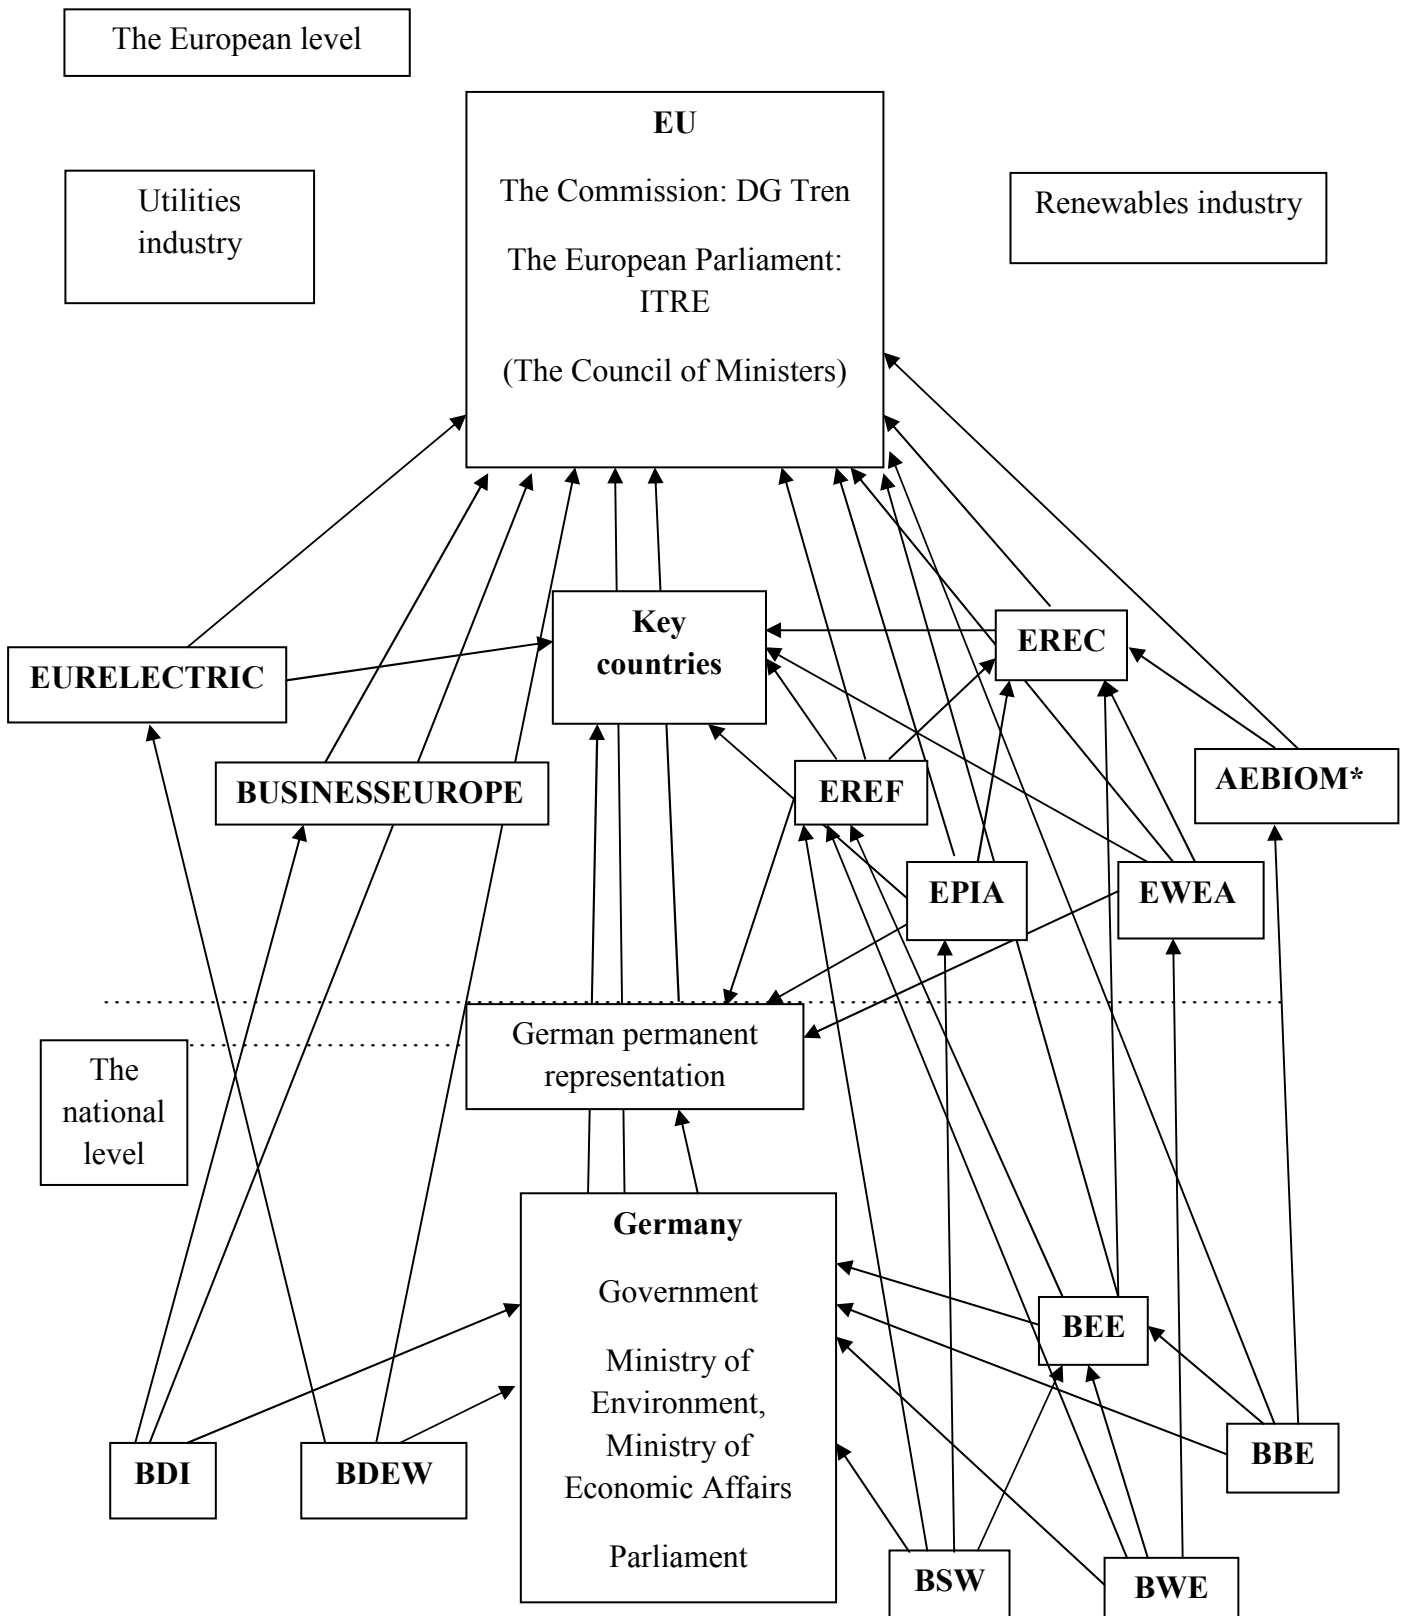 The European level
EU
The Commission: DG Tren
The European Parliament:
ITRE
(The Council of Ministers)
Utilities
industry
Renewables industry
Key
countries
EREC
EURELECTRIC
BUSINESSEUROPE
EREF
AEBIOM*
EPIA
EWEA
German permanent
representation
The
national
level
Germany
Government
Ministry of
Environment,
Ministry of
Economic Affairs
Parliament
BEE
BDI
BDEW
BBE
BSW
BWE